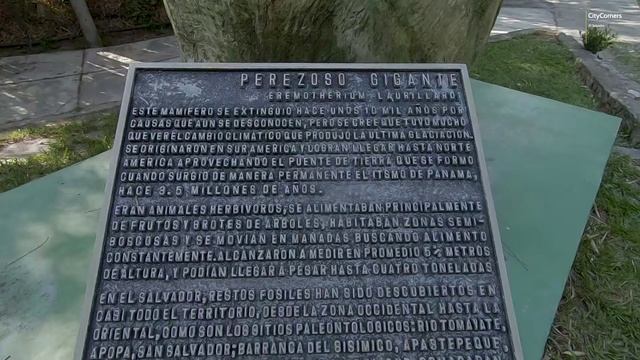 CityCorners
PEREZOSO GIGANTE
EREMOTHERIUM LAURILLARDI
ESTE MAMIFERO SE EXTINGUIO HACE UNOS 10 MIL AÑOS POR
CAUSAS QUE AUN SE DESCONOCEN, PERO SE CREE QUE TUVO MUCHO
QUE VER EL CAMBIO CLIMATICO QUE PRODUJO LA ULTIMA GLACIACION.
SE ORIGINARON EN SURAMERICA Y LOGRAN LLEGAR HASTA NORTE
AMERICA APROVECHANDO EL PUENTE DE TIERRA QUE SE FORMO
CUANDO SURGIO DE MANERA PERMANENTE EL ITSMO DE PANAMA,
HACE 3.5 MILLONES DE AÑOS.
ERAN ANIMALES HERBIVOROS, SE ALIMENTABAN PRINCIPALMENTE
DE FRUTOS Y BROTES DE ARBOLES, HABITABAN ZONAS SEMI-
BOSCOSAS Y SE MOVIAN EN MANADAS, BUSCANDO ALIMENTO
CONSTANTEMENTE. ALCANZARON A MEDIR EN PROMEDIO 5 METROS
DE ALTURA, Y PODIAN LLEGAR A PESAR HASTA CUATRO TONELADAS
EN EL SALVADOR, RESTOS FOSILES HAN SIDO DESCUBIERTOS EN
CASI TODO EL TERRITORIO, DESDE LA ZONA OCCIDENTAL HASTA LA
ORIENTAL, COMO SON LOS SITIOS PALEONTOLOGICOS: RIO TOMAYATE
APOPA, SAN SALVADOR; BARRANCA DEL SISIMICO, APASTEPEQUE,